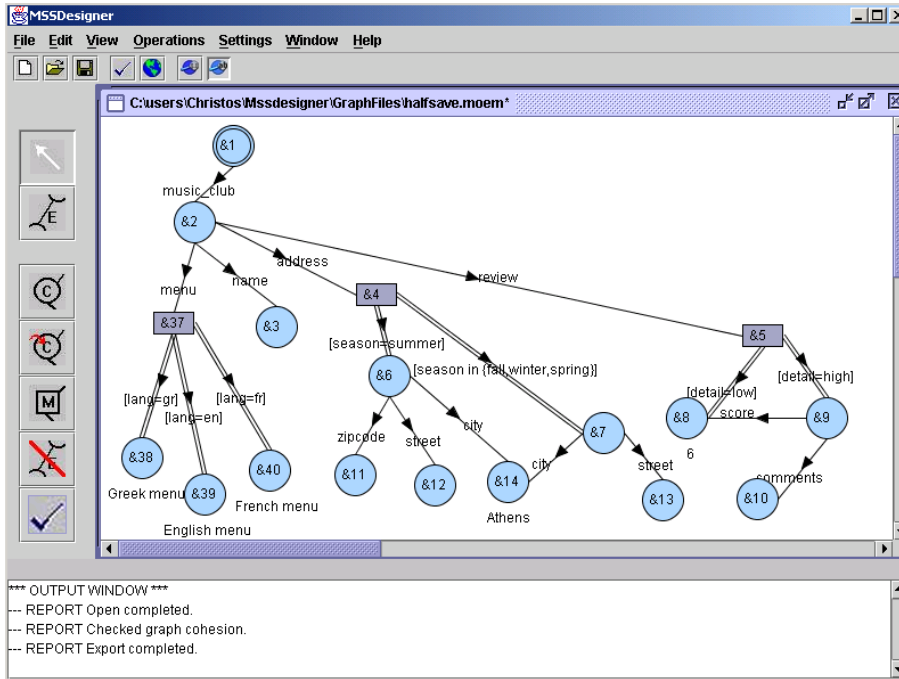 MSSDesigner
File Edit View Operations Settings Window Help
C:\users\Christos\Mssdesigner\GraphFiles\halfsave.moem*
&1
music_club
&2
address
review
menu
name
&4
&37
&3
&5
[season=summer]
[season in {fall,winter,spring}]
[detail=high]
&6
[detail=low]
[lang=gr]
[lang=fr]
[lang=en]
score
&8
&9
city
&7
zipcode
street
6
&38
&40
&11
city
street
comments
&12
&14
Greek menu
&39
&13
&10
French menu
Athens
English menu
E
C
C
M
E
*** OUTPUT WINDOW ***
--- REPORT Open completed.
--- REPORT Checked graph cohesion.
--- REPORT Export completed.